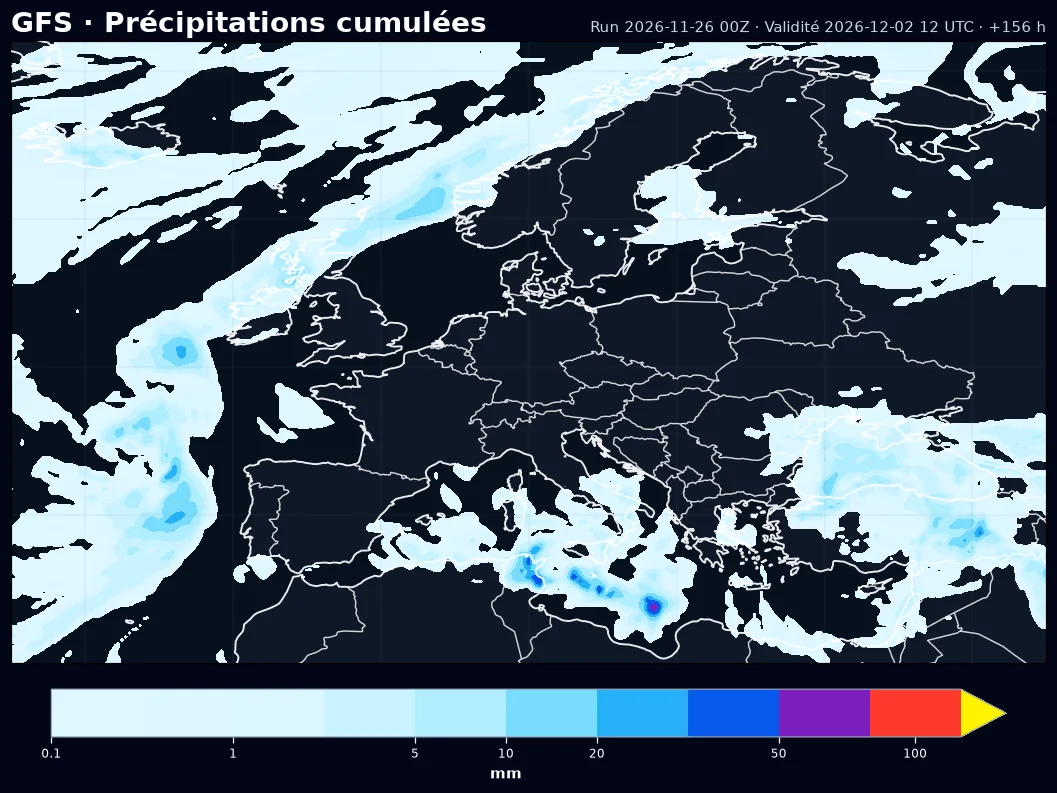 GFS · Précipitations cumulées
Run 2026-11-26 00Z · Validité 2026-12-02 12 UTC · +156 h
0.1 1 5 10 20 50 100
mm